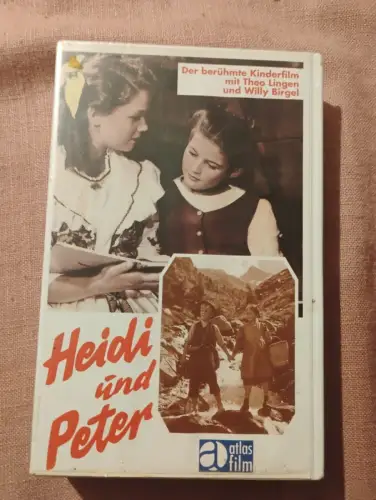 Der berühmte Kinderfilm
mit Theo Lingen
und Willy Birgel
Heidi
und
Peter
a
atlas
film